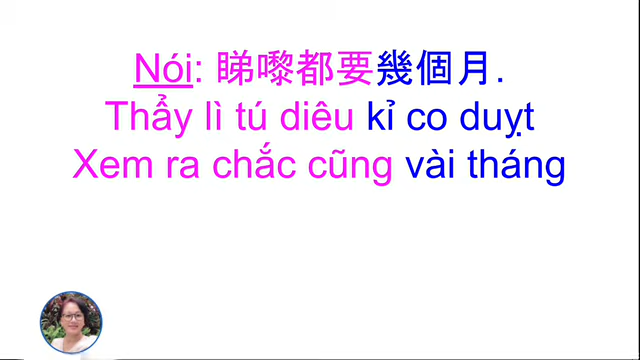 Nói: 睇嚟都要幾個月.
Thẩy lì tú diêu kỉ co duỵt
Xem ra chắc cũng vài tháng